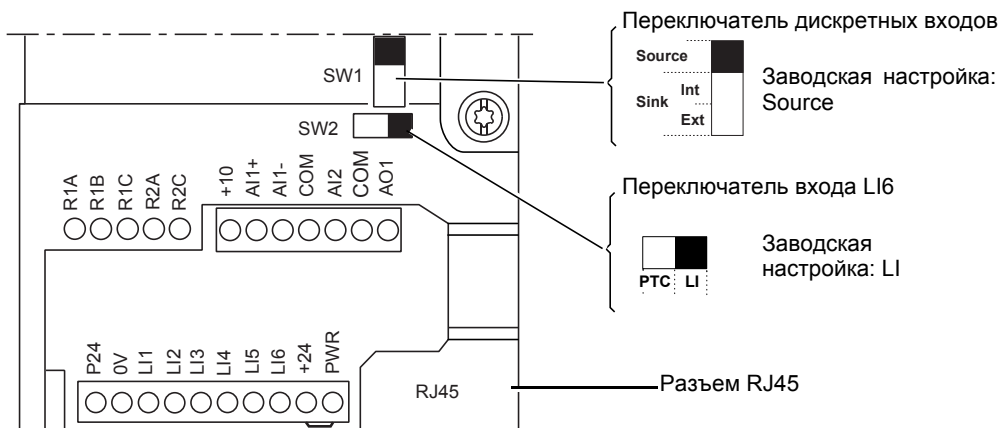 Переключатель дискретных входов
Source
Sink
Int
Ext
Заводская настройка:
Source
SW1
SW2
Переключатель входа LI6
Заводская
настройка: LI
PTC LI
R1A R1B R1C R2A R2C
+10 AI1+ AI1- COM AI2 COM AO1
P24 0V LI1 LI2 LI3 LI4 LI5 LI6 +24 PWR
RJ45
Разъем RJ45